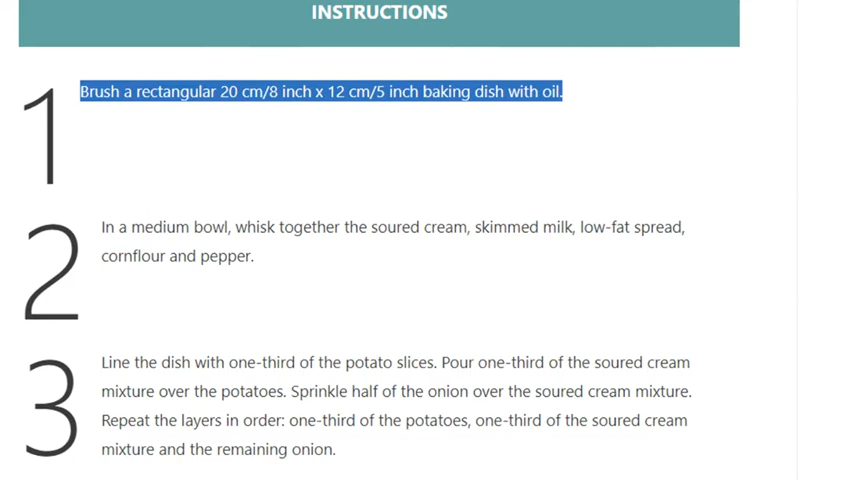 INSTRUCTIONS
1
Brush a rectangular 20 cm/8 inch x 12 cm/5 inch baking dish with oil.
2
In a medium bowl, whisk together the soured cream, skimmed milk, low-fat spread,
cornflour and pepper.
3
Line the dish with one-third of the potato slices. Pour one-third of the soured cream
mixture over the potatoes. Sprinkle half of the onion over the soured cream mixture.
Repeat the layers in order: one-third of the potatoes, one-third of the soured cream
mixture and the remaining onion.